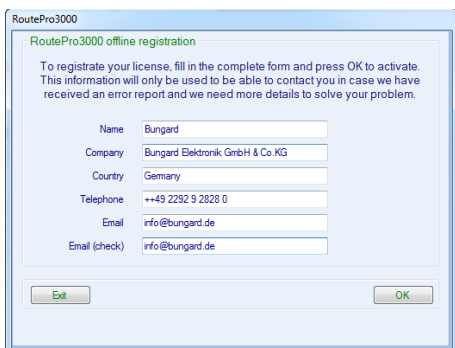 RoutePro3000
RoutePro3000 offline registration
To registrate your license, fill in the complete form and press OK to activate.
This information will only be used to be able to contact you in case we have
received an error report and we need more details to solve your problem.
Name Bungard
Company Bungard Elektronik GmbH & Co.KG
Country Germany
Telephone ++49 2292 9 2828 0
Email info@bungard.de
Email (check) info@bungard.de
Exit OK